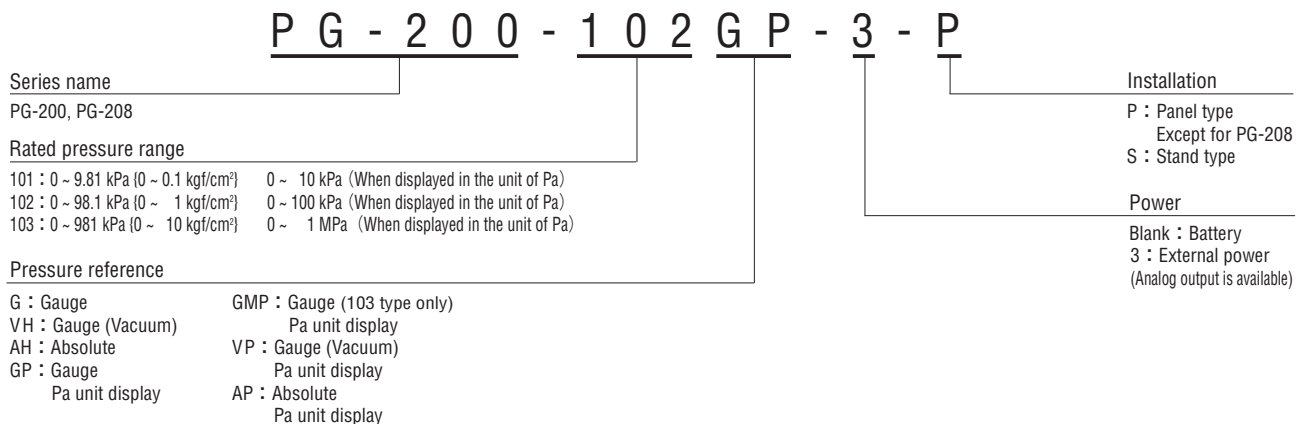 PG-200-102GP-3-P
Series name
PG-200, PG-208
Rated pressure range
101：0 ~ 9.81 kPa {0 ~ 0.1 kgf/cm²} 0 ~ 10 kPa (When displayed in the unit of Pa)
102：0 ~ 98.1 kPa {0 ~ 1 kgf/cm²} 0 ~ 100 kPa (When displayed in the unit of Pa)
103：0 ~ 981 kPa {0 ~ 10 kgf/cm²} 0 ~ 1 MPa (When displayed in the unit of Pa)
Pressure reference
G：Gauge
VH：Gauge (Vacuum)
AH：Absolute
GP：Gauge
Pa unit display
GMP：Gauge (103 type only)
Pa unit display
VP：Gauge (Vacuum)
Pa unit display
AP：Absolute
Pa unit display
Installation
P：Panel type
Except for PG-208
S：Stand type
Power
Blank：Battery
3：External power
(Analog output is available)